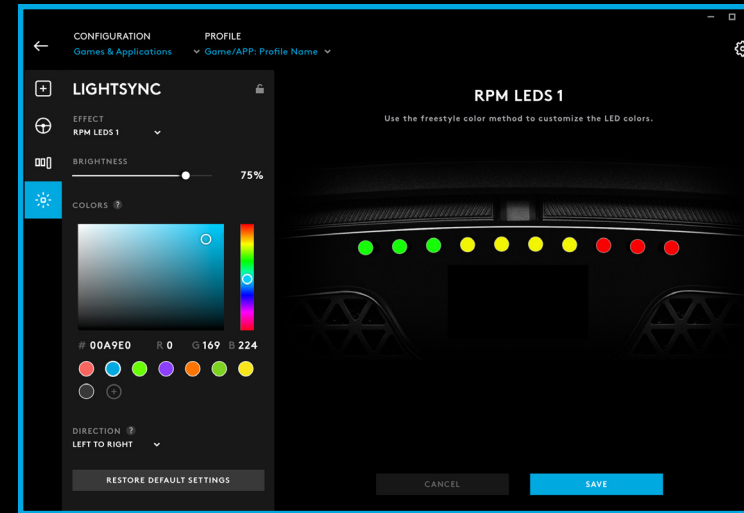 CONFIGURATION PROFILE
Games & Applications Game/APP: Profile Name
LIGHTSYNC
EFFECT
RPM LEDS 1
BRIGHTNESS
75%
COLORS ?
# 00A9E0 R 0 G 169 B 224
DIRECTION ?
LEFT TO RIGHT
RESTORE DEFAULT SETTINGS
RPM LEDS 1
Use the freestyle color method to customize the LED colors.
CANCEL SAVE